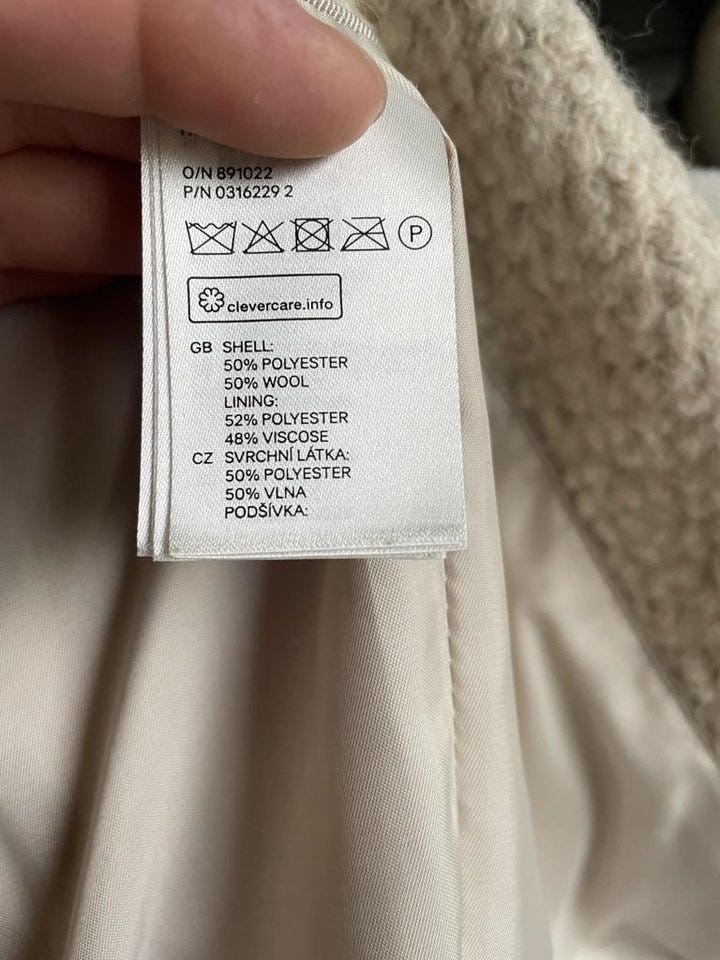 O/N 891022
P/N 0316229 2
P
clevercare.info
GB SHELL:
50% POLYESTER
50% WOOL
LINING:
52% POLYESTER
48% VISCOSE
CZ SVRCHNÍ LÁTKA:
50% POLYESTER
50% VLNA
PODŠÍVKA: